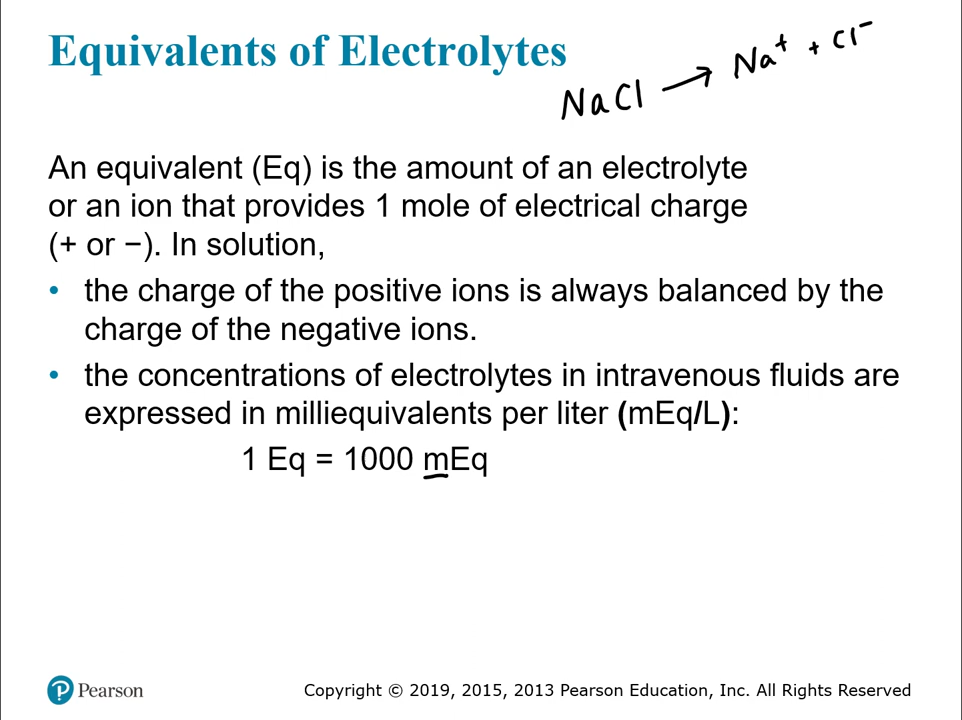 Equivalents of Electrolytes
NaCl → Na⁺ + Cl⁻
An equivalent (Eq) is the amount of an electrolyte
or an ion that provides 1 mole of electrical charge
(+ or −). In solution,
• the charge of the positive ions is always balanced by the
charge of the negative ions.
• the concentrations of electrolytes in intravenous fluids are
expressed in milliequivalents per liter (mEq/L):
1 Eq = 1000 mEq
Pearson
Copyright © 2019, 2015, 2013 Pearson Education, Inc. All Rights Reserved